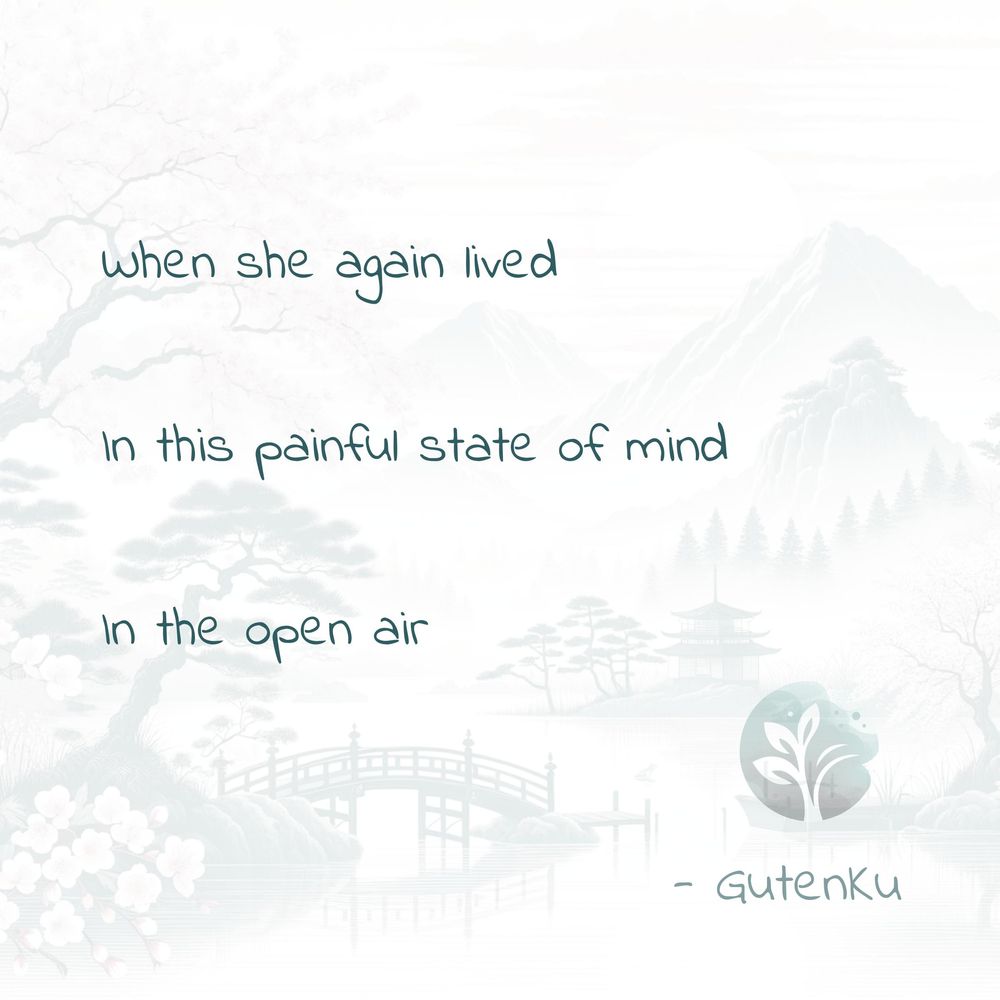 When she again lived
In this painful state of mind
In the open air
- GutenKu